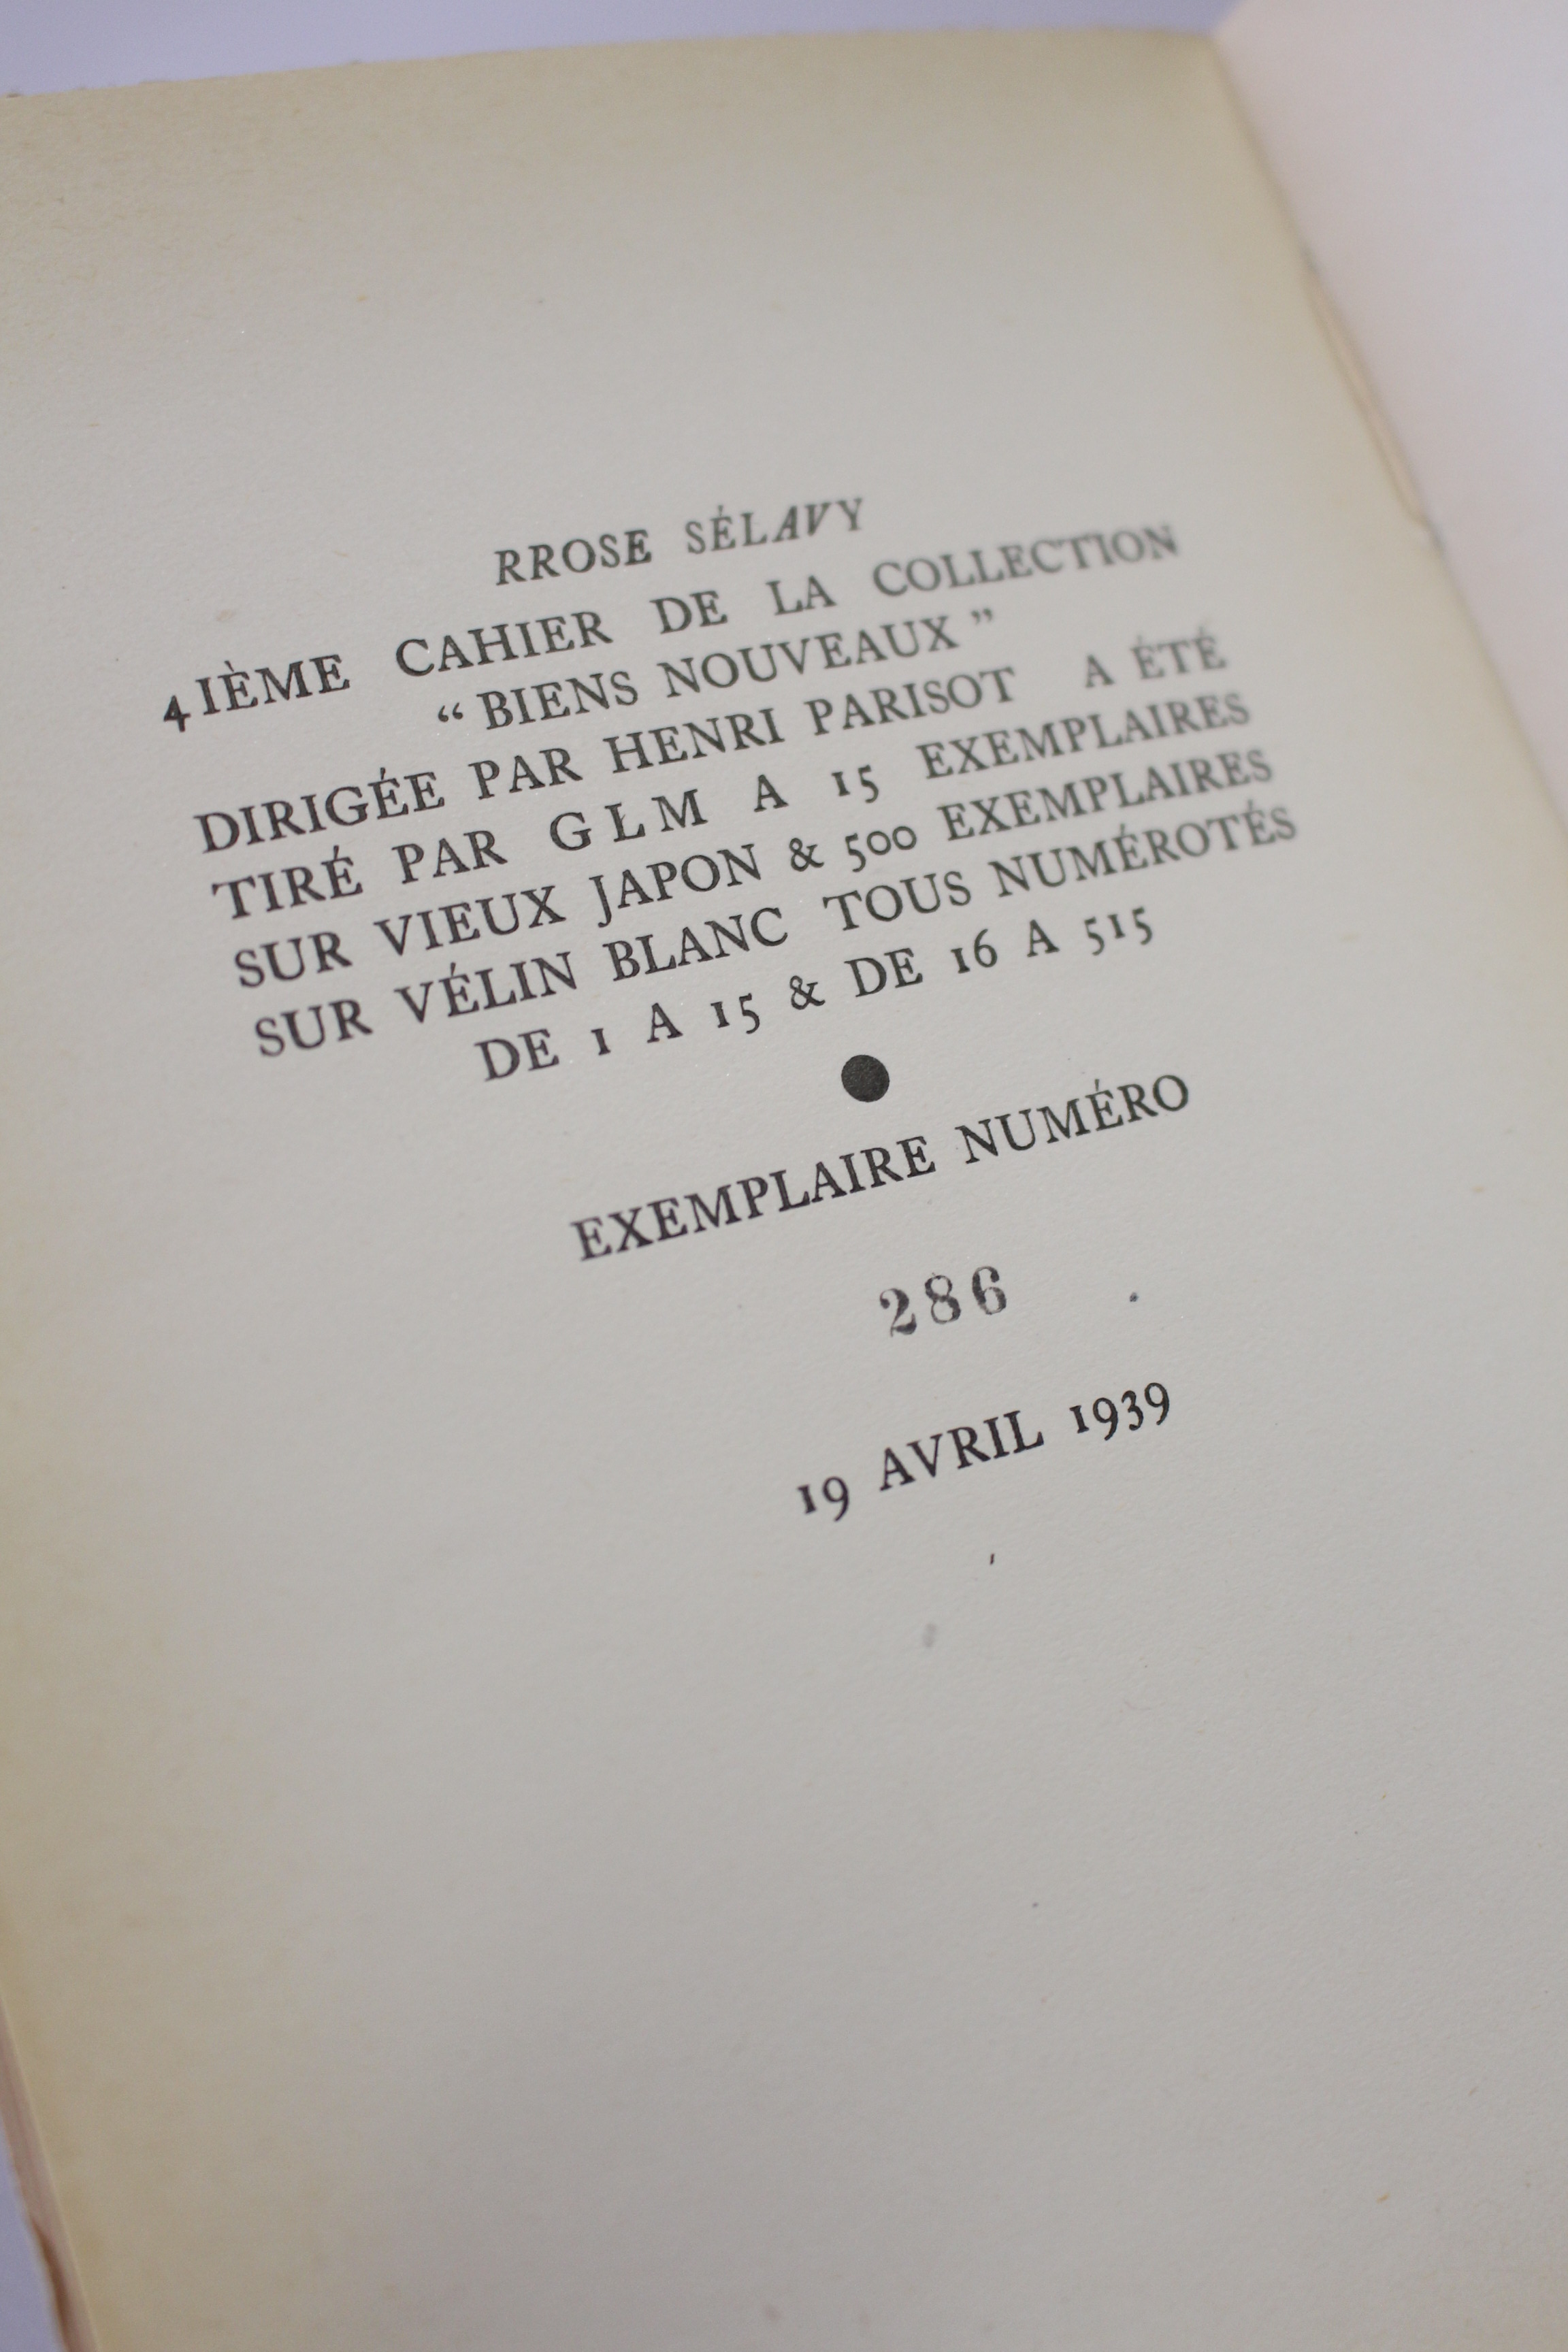 RROSE SÉLAVY
4IÈME CAHIER DE LA COLLECTION
“ BIENS NOUVEAUX ”
DIRIGÉE PAR HENRI PARISOT A ÉTÉ
TIRÉ PAR GLM A 15 EXEMPLAIRES
SUR VIEUX JAPON & 500 EXEMPLAIRES
SUR VÉLIN BLANC TOUS NUMÉROTÉS
DE 1 A 15 & DE 16 A 515
EXEMPLAIRE NUMÉRO
286
19 AVRIL 1939